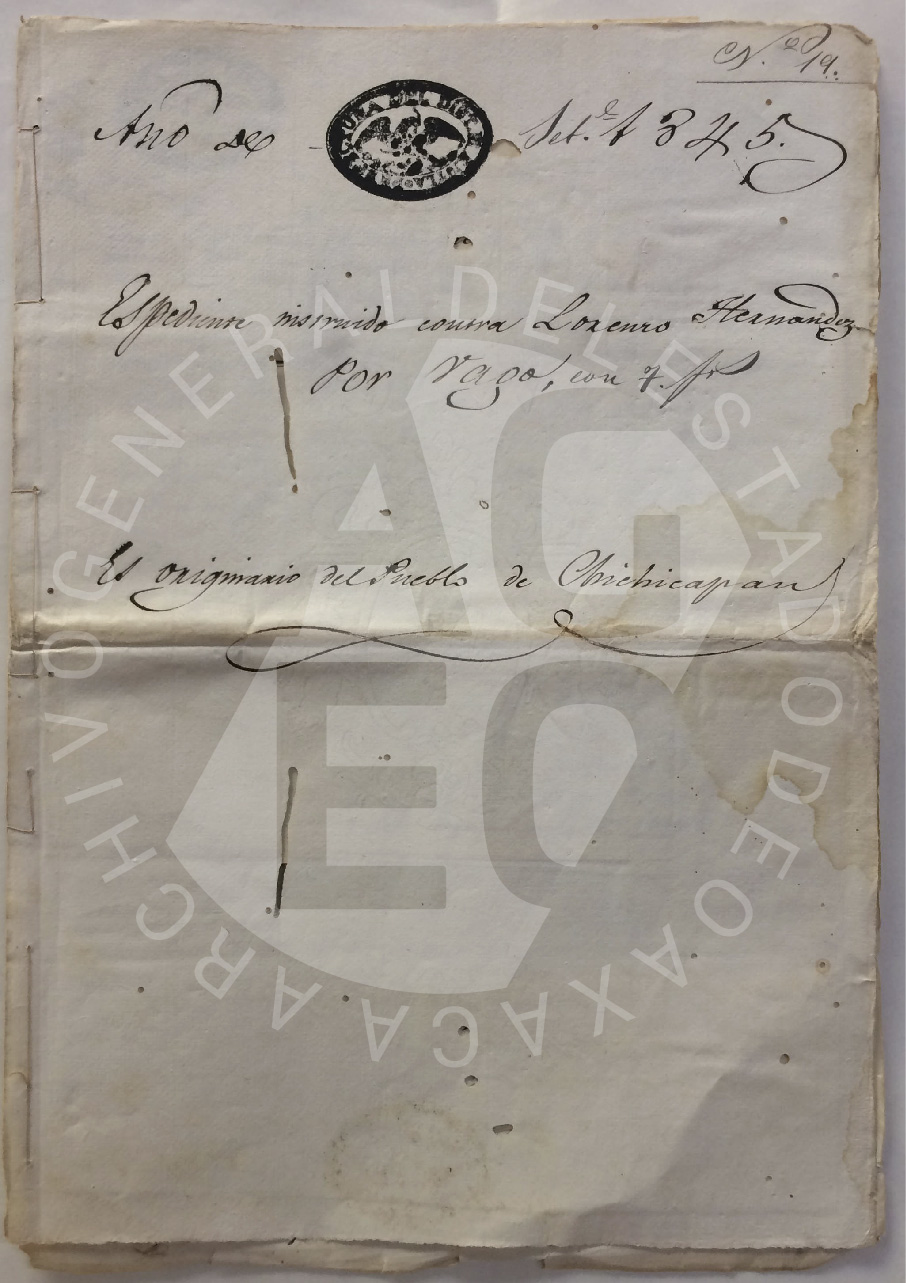 N.º 19.
Año de Set.e 1845.
Espediente instruido contra Lorenzo Hernandez
Por Vago, con 7. fs
Es originario del Pueblo de Chichicapan
ARCHIVO GENERAL DEL ESTADO DE OAXACA
AGEO